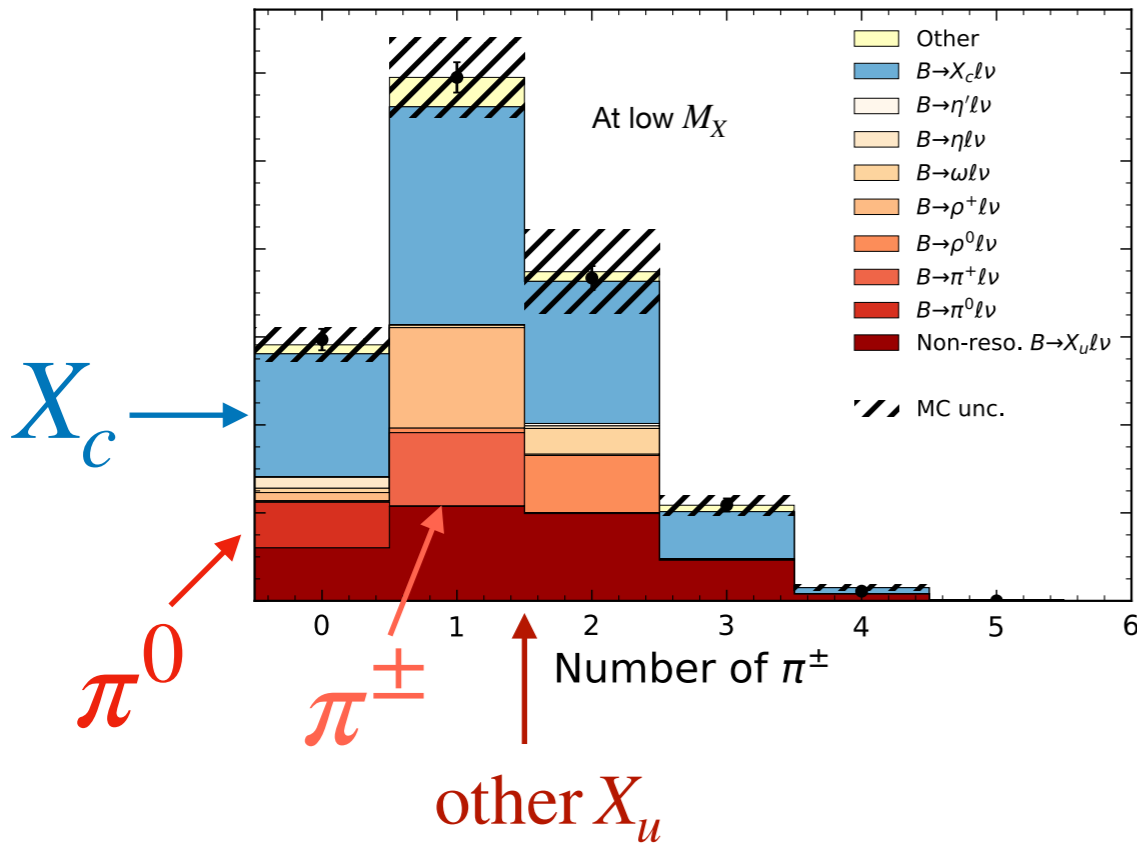 At low M_X
Other
B→X_cℓν
B→η′ℓν
B→ηℓν
B→ωℓν
B→ρ⁺ℓν
B→ρ⁰ℓν
B→π⁺ℓν
B→π⁰ℓν
Non-reso. B→X_uℓν
MC unc.
X_c
π⁰
π±
other X_u
0 1 2 3 4 5 6
Number of π±